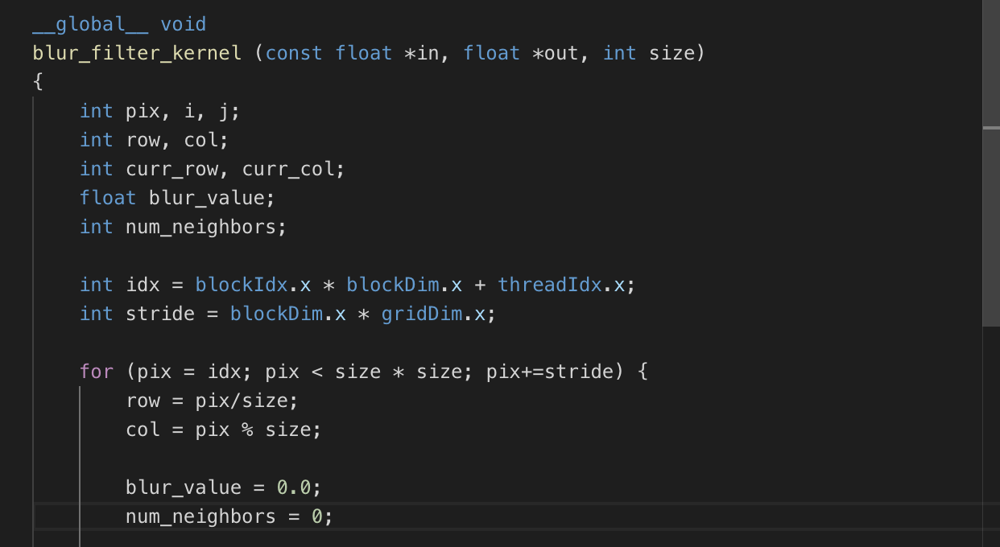 __global__ void
blur_filter_kernel (const float *in, float *out, int size)
{
    int pix, i, j;
    int row, col;
    int curr_row, curr_col;
    float blur_value;
    int num_neighbors;

    int idx = blockIdx.x * blockDim.x + threadIdx.x;
    int stride = blockDim.x * gridDim.x;

    for (pix = idx; pix < size * size; pix+=stride) {
        row = pix/size;
        col = pix % size;

        blur_value = 0.0;
        num_neighbors = 0;